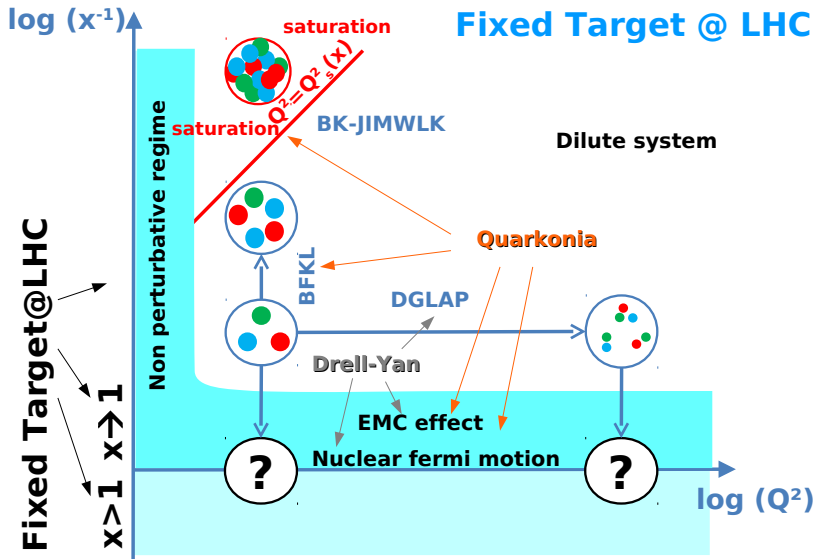 log (x⁻¹)
Fixed Target @ LHC
saturation
Q²=Q²ₛ(x)
saturation
BK-JIMWLK
Dilute system
Non perturbative regime
Fixed Target@LHC
Quarkonia
BFKL
DGLAP
Drell-Yan
x→1
EMC effect
Nuclear fermi motion
?
?
x>1
log (Q²)